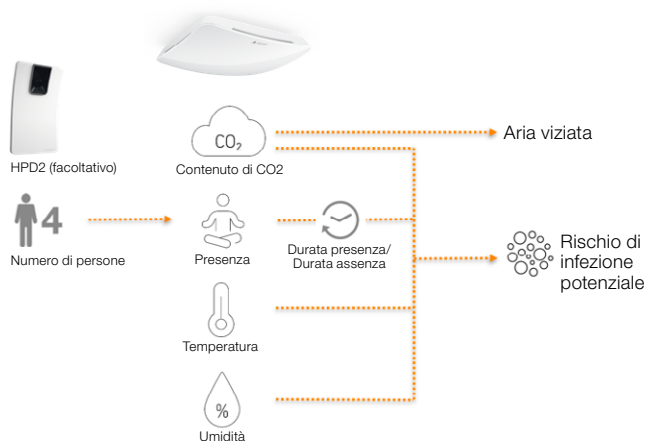 CO₂
Aria viziata
HPD2 (facoltativo)
Contenuto di CO2
4
Numero di persone
Presenza
Durata presenza/
Durata assenza
Rischio di
infezione
potenziale
Temperatura
%
Umidità